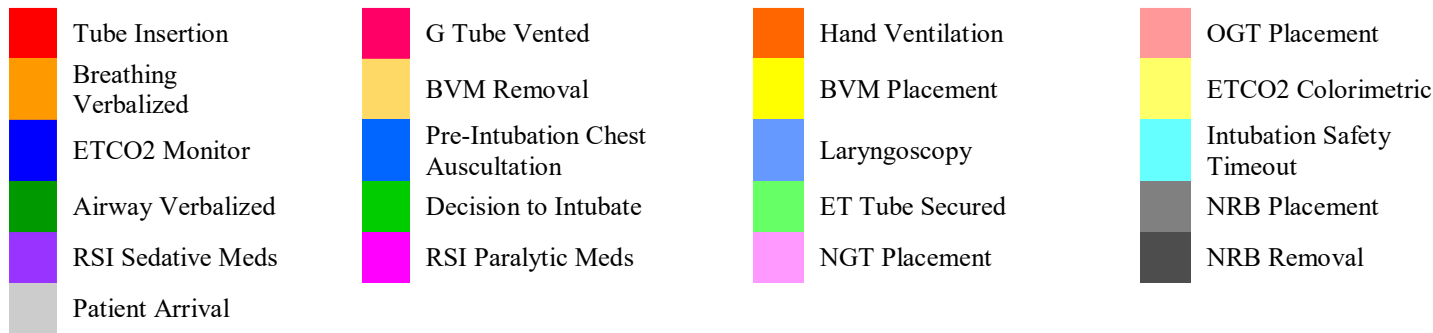 Tube Insertion
G Tube Vented
Hand Ventilation
OGT Placement
Breathing
Verbalized
BVM Removal
BVM Placement
ETCO2 Colorimetric
ETCO2 Monitor
Pre-Intubation Chest
Auscultation
Laryngoscopy
Intubation Safety
Timeout
Airway Verbalized
Decision to Intubate
ET Tube Secured
NRB Placement
RSI Sedative Meds
RSI Paralytic Meds
NGT Placement
NRB Removal
Patient Arrival